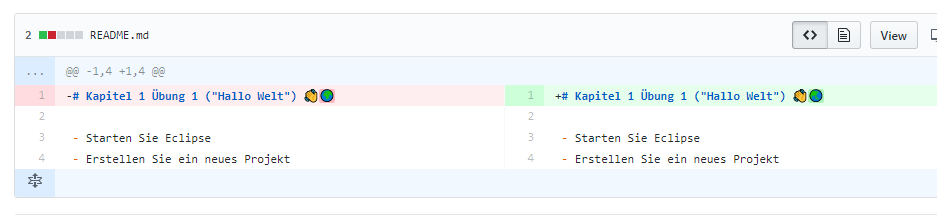 2 README.md View
... @@ -1,4 +1,4 @@
1 -# Kapitel 1 Übung 1 ("Hallo Welt") 👏🌍 1 +# Kapitel 1 Übung 1 ("Hallo Welt") 👏🌍
2 2
3 - Starten Sie Eclipse 3 - Starten Sie Eclipse
4 - Erstellen Sie ein neues Projekt 4 - Erstellen Sie ein neues Projekt